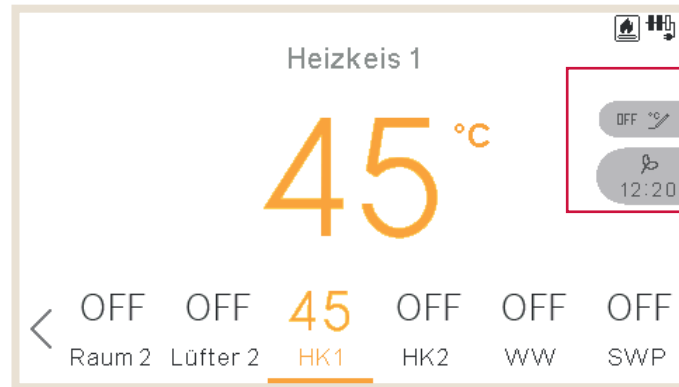 Heizkeis 1
45 °C
OFF °C
12:20
OFF OFF 45 OFF OFF OFF
Raum 2 Lüfter 2 HK1 HK2 WW SWP